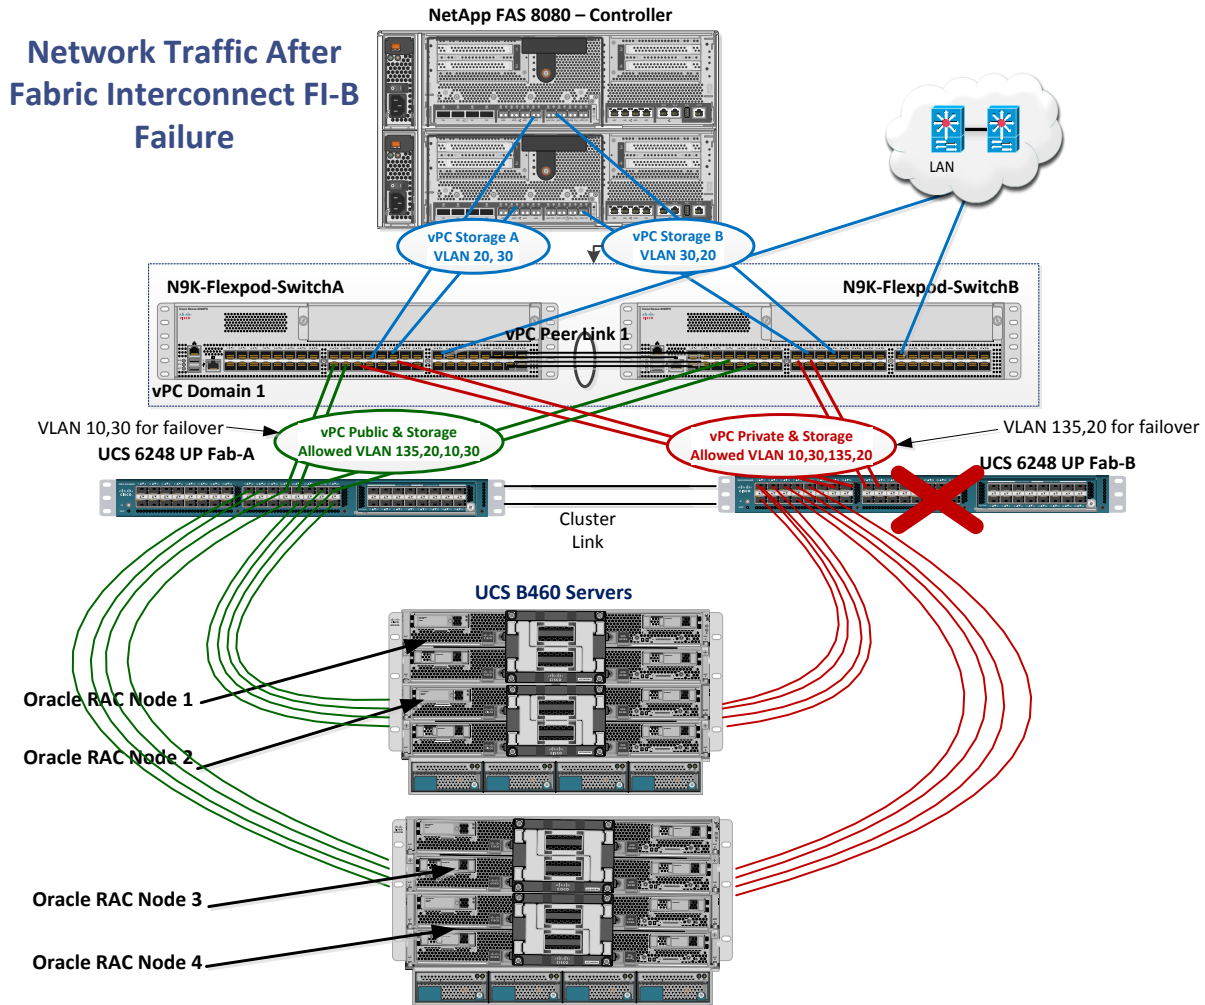 NetApp FAS 8080 – Controller
Network Traffic After
Fabric Interconnect FI-B
Failure
LAN
vPC Storage A
VLAN 20, 30
vPC Storage B
VLAN 30,20
N9K-Flexpod-SwitchA
N9K-Flexpod-SwitchB
vPC Peer Link 1
vPC Domain 1
VLAN 10,30 for failover
vPC Public & Storage
Allowed VLAN 135,20,10,30
vPC Private & Storage
Allowed VLAN 10,30,135,20
VLAN 135,20 for failover
UCS 6248 UP Fab-A
UCS 6248 UP Fab-B
Cluster
Link
UCS B460 Servers
Oracle RAC Node 1
Oracle RAC Node 2
Oracle RAC Node 3
Oracle RAC Node 4